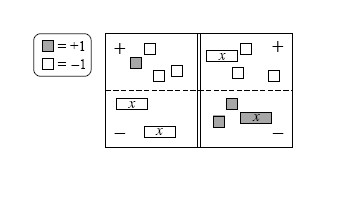 = +1
= –1
+
x
+
x
x
–
x
–